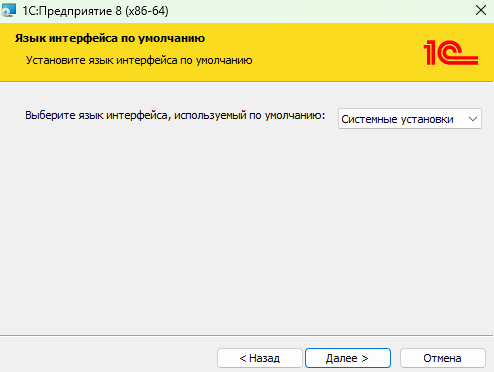 1С:Предприятие 8 (x86-64)
Язык интерфейса по умолчанию
Установите язык интерфейса по умолчанию
1С
Выберите язык интерфейса, используемый по умолчанию:
Системные установки
< Назад
Далее >
Отмена